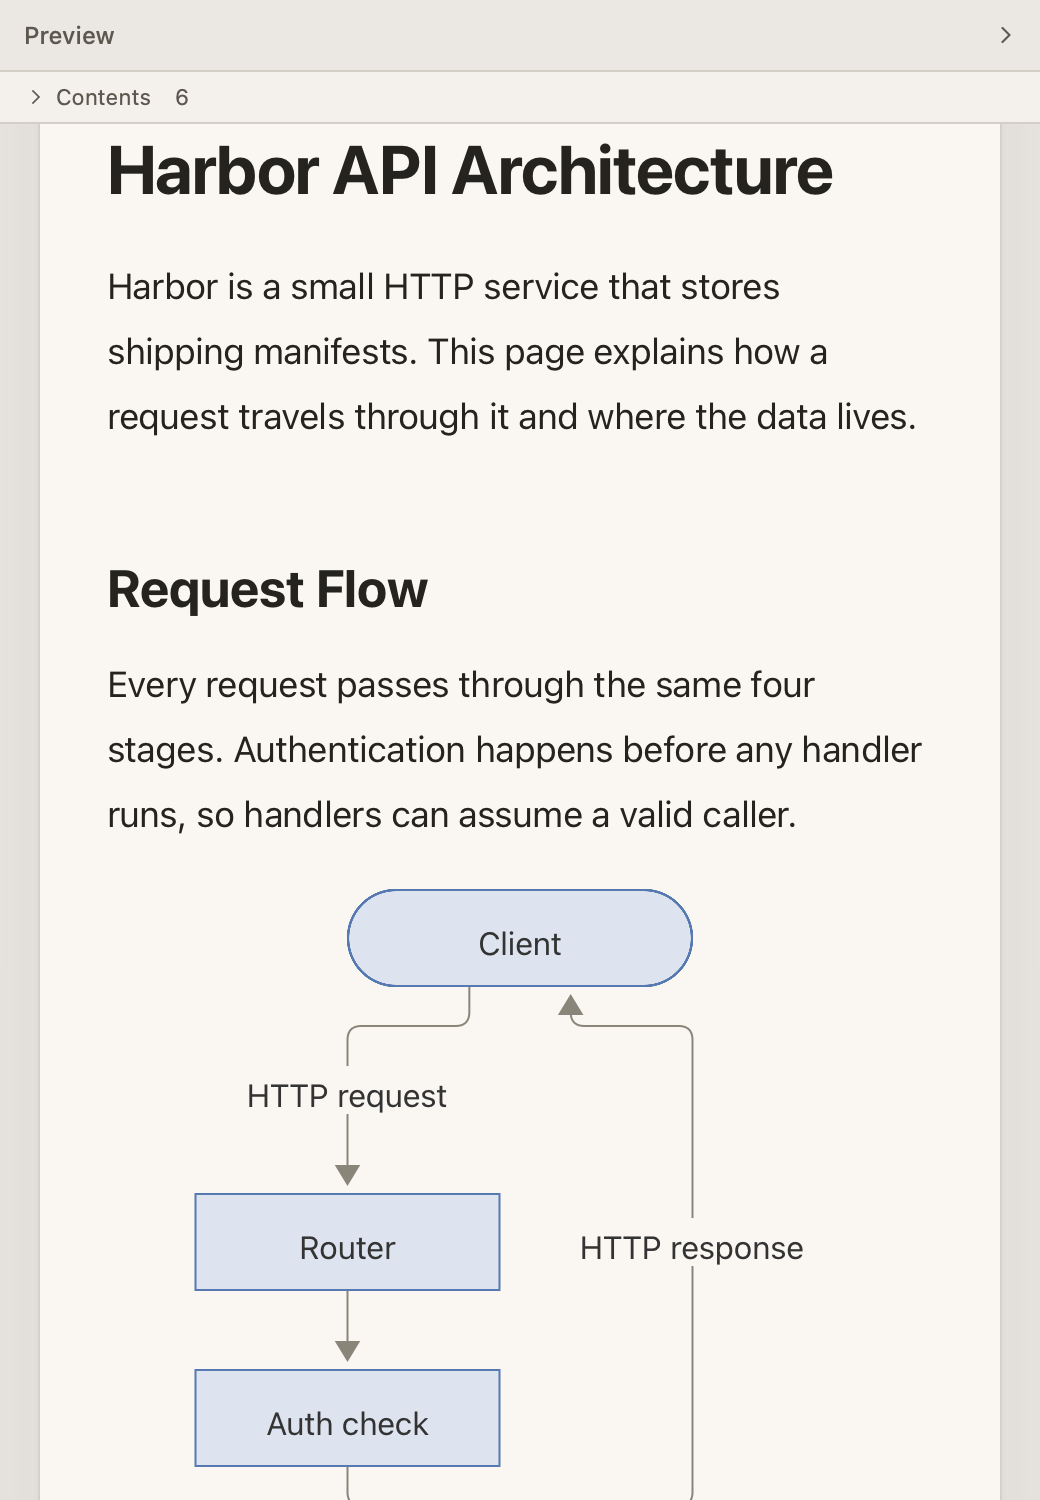 Preview
Contents 6
Harbor API Architecture
Harbor is a small HTTP service that stores
shipping manifests. This page explains how a
request travels through it and where the data lives.
Request Flow
Every request passes through the same four
stages. Authentication happens before any handler
runs, so handlers can assume a valid caller.
Client
HTTP request
Router
HTTP response
Auth check